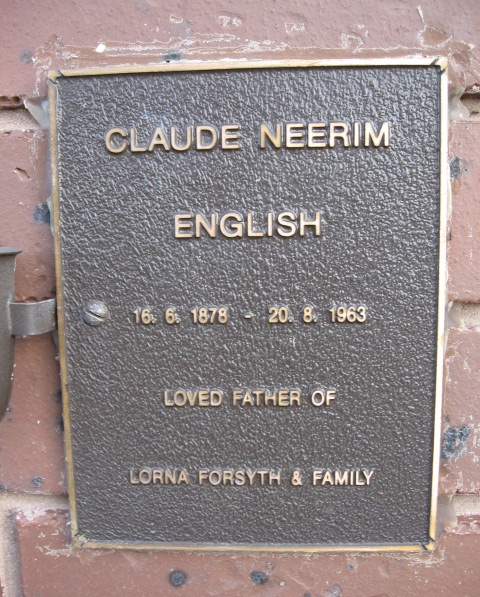 CLAUDE NEERIM
ENGLISH
16. 6. 1878 - 20. 8. 1963
LOVED FATHER OF
LORNA FORSYTH & FAMILY